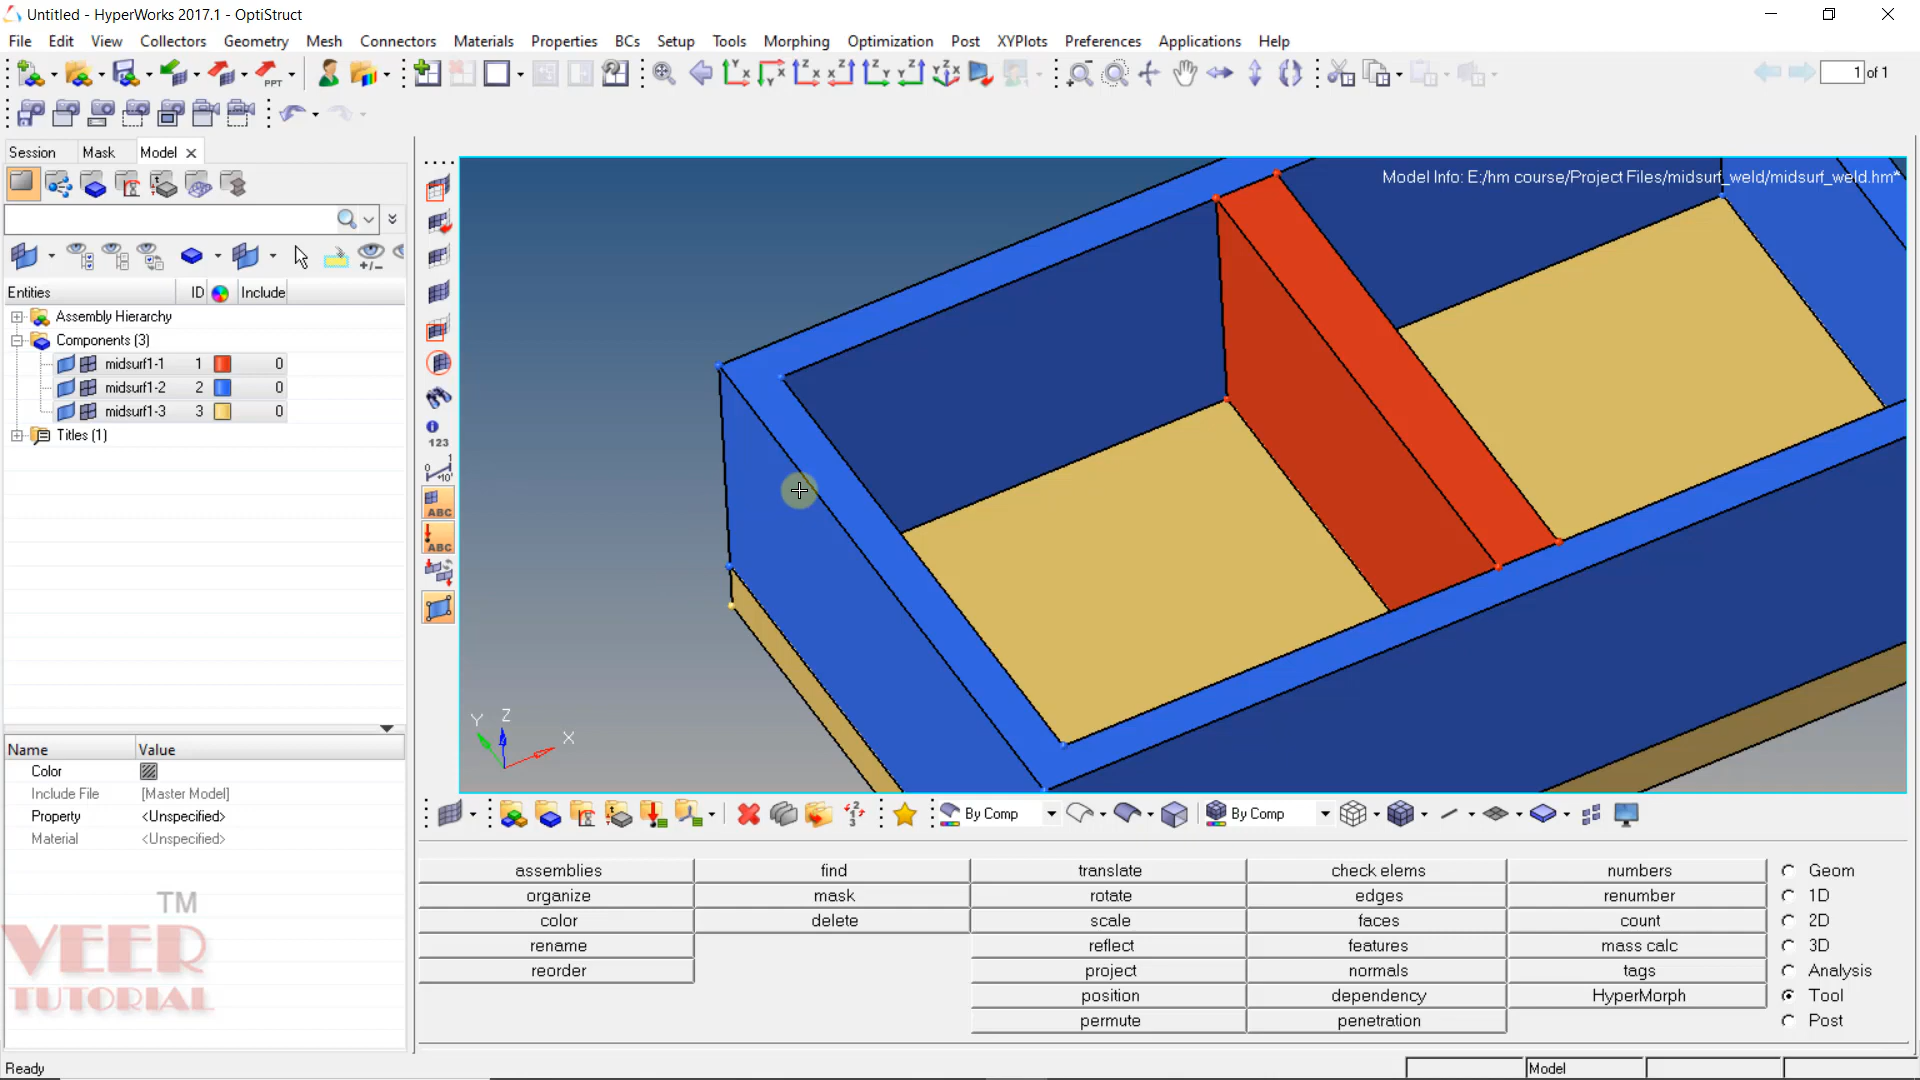 Untitled - HyperWorks 2017.1 - OptiStruct
File Edit View Collectors Geometry Mesh Connectors Materials Properties BCs Setup Tools Morphing Optimization Post XYPlots Preferences Applications Help
1 of 1
Session Mask Model
Entities ID Include
Assembly Hierarchy
Components (3)
midsurf1-1 1 0
midsurf1-2 2 0
midsurf1-3 3 0
Titles (1)
Model Info: E:/hm course/Project Files/midsurf_weld/midsurf_weld.hm*
123
ABC
ABC
Y Z X
Name Value
Color
Include File [Master Model]
Property <Unspecified>
Material <Unspecified>
TM
VEER
TUTORIAL
By Comp By Comp
assemblies find translate check elems numbers Geom
organize mask rotate edges renumber 1D
color delete scale faces count 2D
rename reflect features mass calc 3D
reorder project normals tags Analysis
position dependency HyperMorph Tool
permute penetration Post
Ready Model